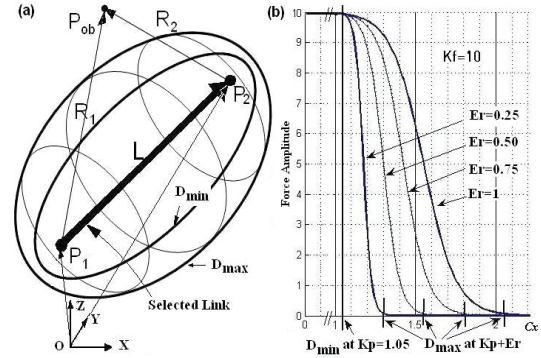 (a)
P_ob
R_2
R_1
P_2
L
D_min
P_1
D_max
Selected Link
Z
Y
O
X
(b)
Force Amplitude
10
9
8
7
6
5
4
3
2
1
0
Kf=10
Er=0.25
Er=0.50
Er=0.75
Er=1
0 1 1.5 2 Cx
D_min at Kp=1.05 D_max at Kp+Er